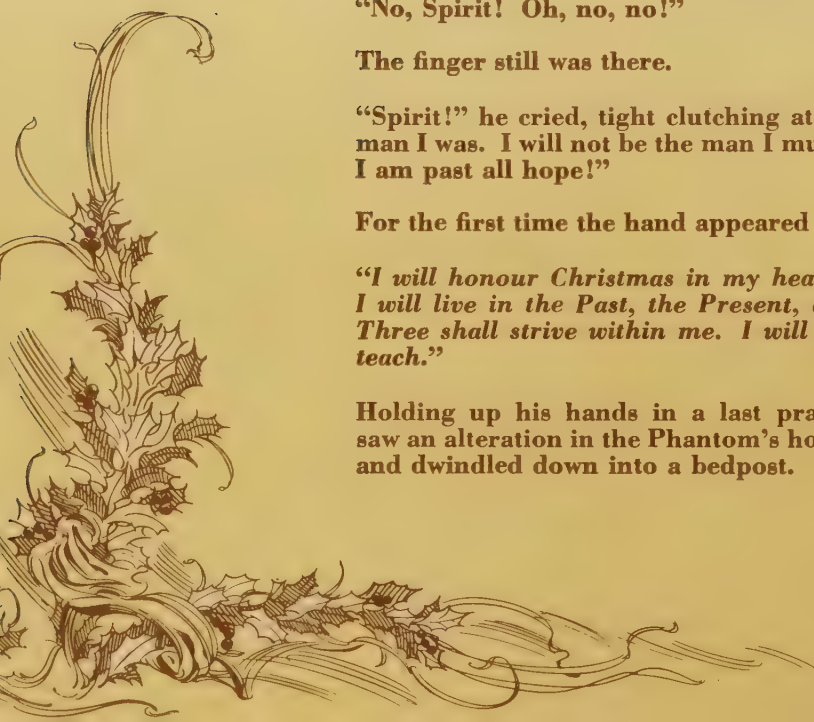 “No, Spirit! Oh, no, no!”
The finger still was there.
“Spirit!” he cried, tight clutching at
man I was. I will not be the man I mu
I am past all hope!”
For the first time the hand appeared
“I will honour Christmas in my hea
I will live in the Past, the Present,
Three shall strive within me. I will
teach.”
Holding up his hands in a last pra
saw an alteration in the Phantom’s ho
and dwindled down into a bedpost.